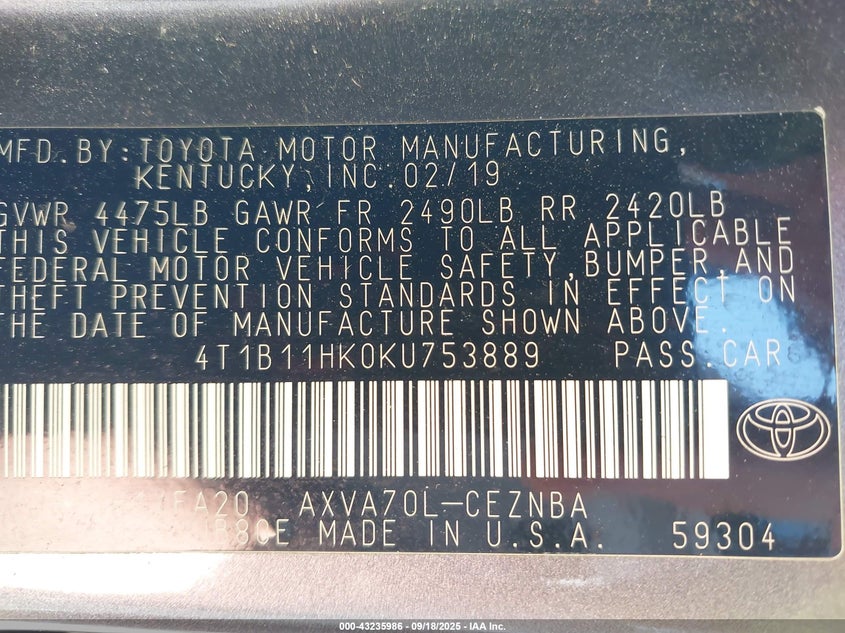 MFD.BY:TOYOTA MOTOR MANUFACTURING,
KENTUCKY,INC.02/19
GVWR 4475LB GAWR FR 2490LB RR 2420LB
THIS VEHICLE CONFORMS TO ALL APPLICABLE
FEDERAL MOTOR VEHICLE SAFETY,BUMPER,AND
THEFT PREVENTION STANDARDS IN EFFECT ON
THE DATE OF MANUFACTURE SHOWN ABOVE.
4T1B11HK0KU753889 PASS.CAR
FA20 AXVA70L-CEZNBA
80E MADE IN U.S.A. 59304
000-43235986 - 09/18/2025 - IAA Inc.